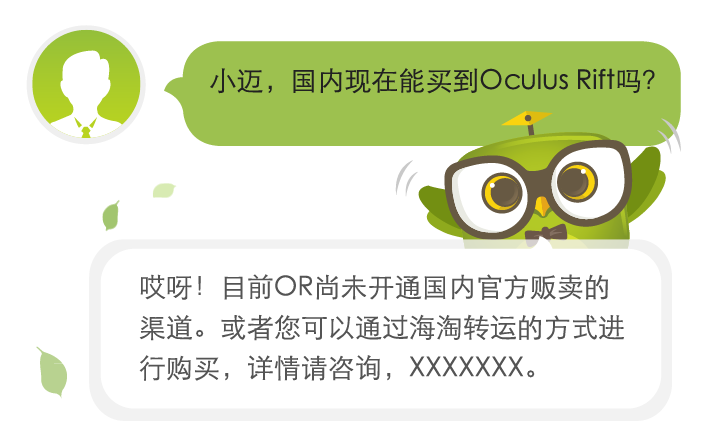 小迈，国内现在能买到Oculus Rift吗？
哎呀！目前OR尚未开通国内官方贩卖的
渠道。或者您可以通过海淘转运的方式进
行购买，详情请咨询，XXXXXXX。